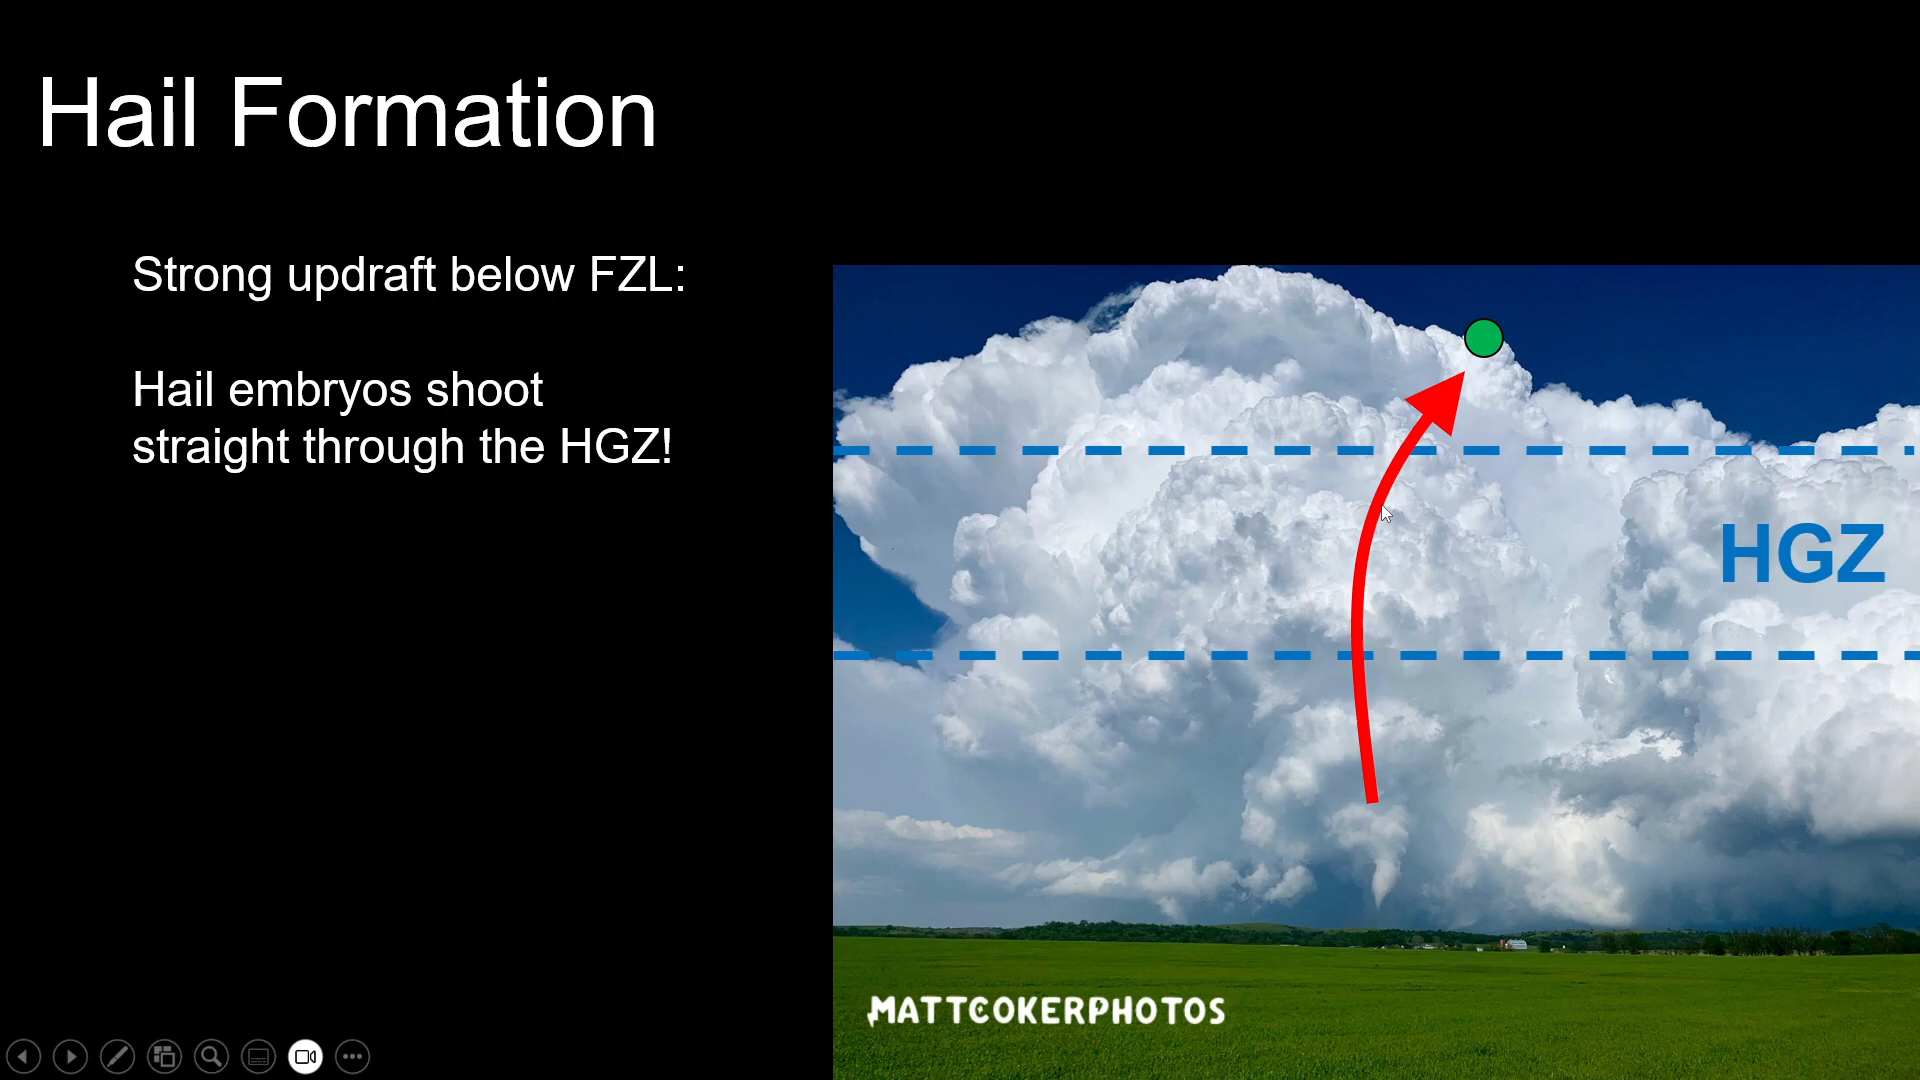 Hail Formation
Strong updraft below FZL:
Hail embryos shoot
straight through the HGZ!
HGZ
MATTCOKERPHOTOS